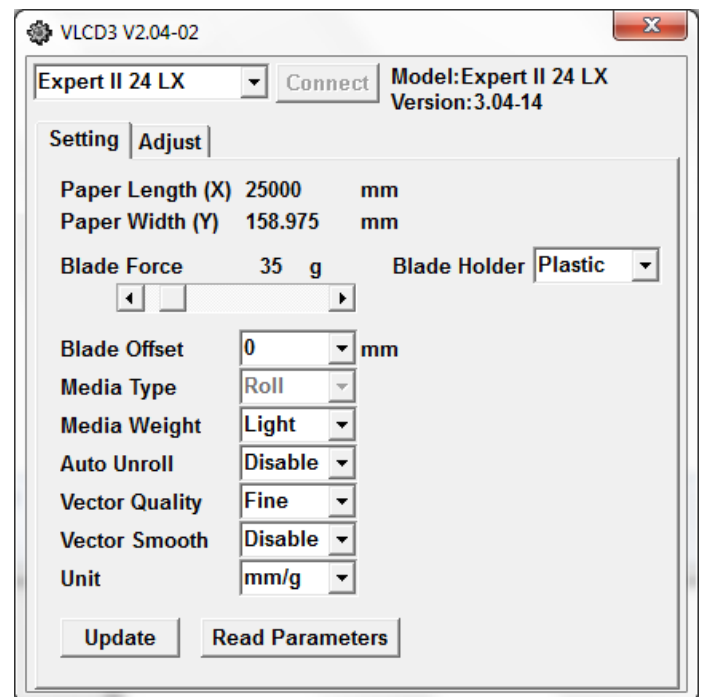 VLCD3 V2.04-02
Expert II 24 LX Connect Model:Expert II 24 LX
Version:3.04-14
Setting Adjust
Paper Length (X) 25000 mm
Paper Width (Y) 158.975 mm
Blade Force 35 g Blade Holder Plastic
Blade Offset 0 mm
Media Type Roll
Media Weight Light
Auto Unroll Disable
Vector Quality Fine
Vector Smooth Disable
Unit mm/g
Update Read Parameters